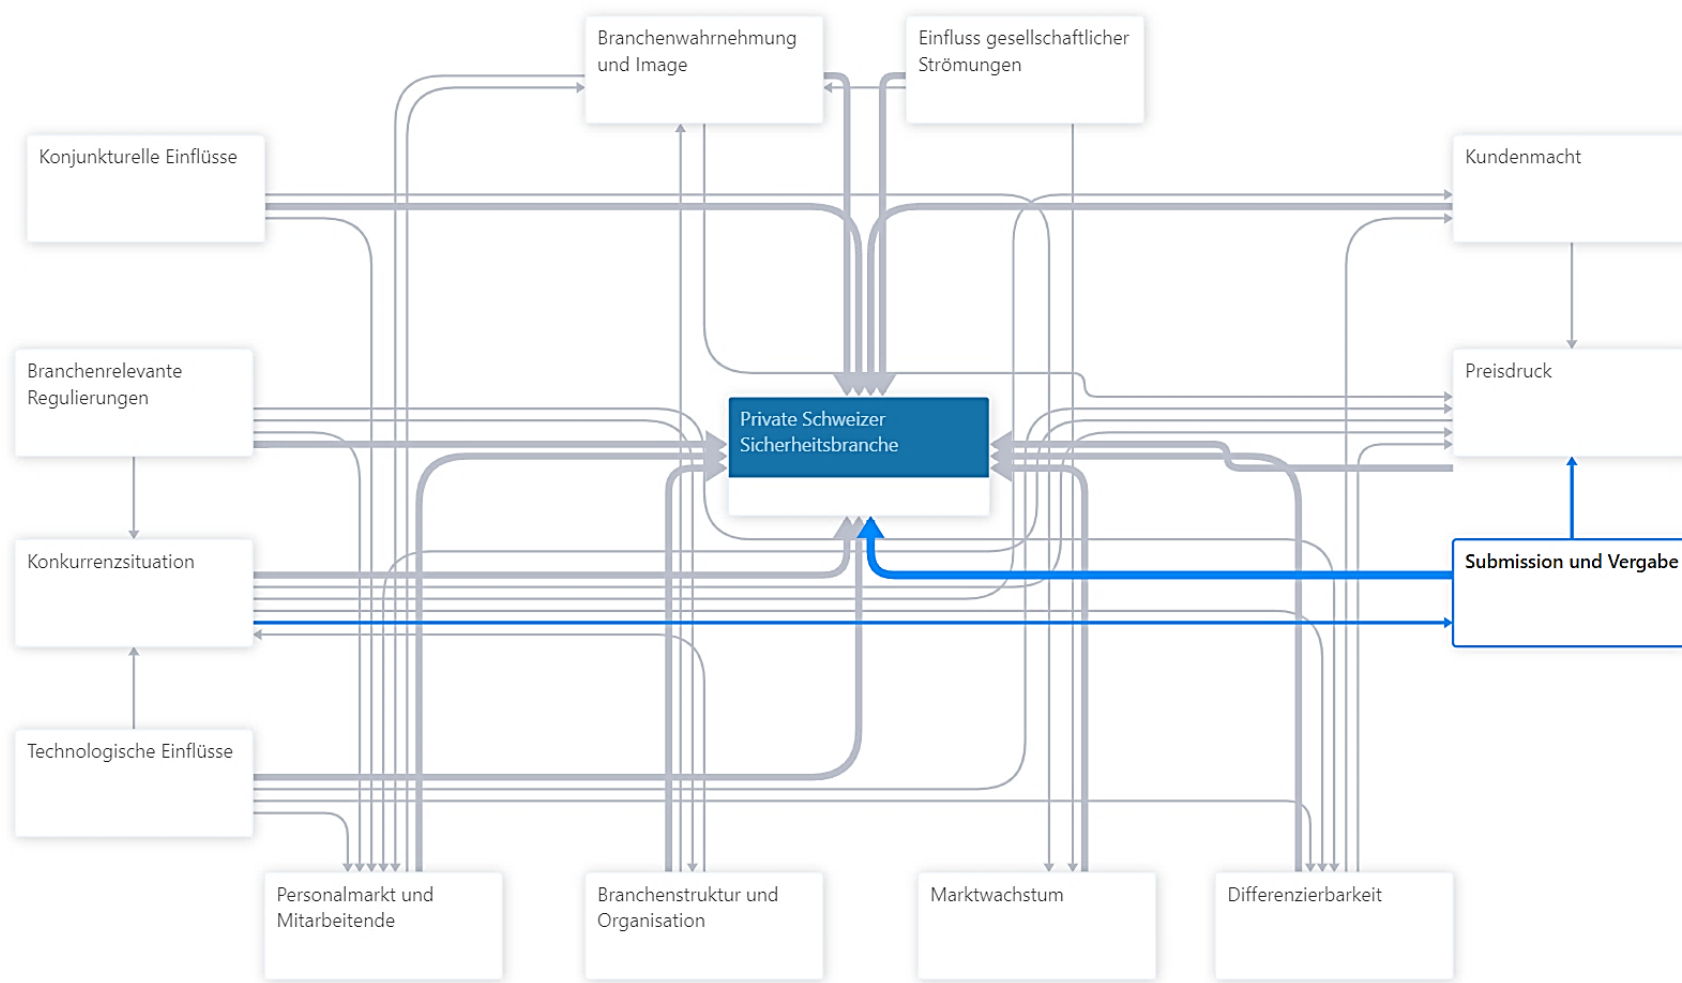 Branchenwahrnehmung
und Image
Einfluss gesellschaftlicher
Strömungen
Konjunkturelle Einflüsse
Kundenmacht
Branchenrelevante
Regulierungen
Private Schweizer
Sicherheitsbranche
Preisdruck
Konkurrenzsituation
Submission und Vergabe
Technologische Einflüsse
Personalmarkt und
Mitarbeitende
Branchenstruktur und
Organisation
Marktwachstum
Differenzierbarkeit